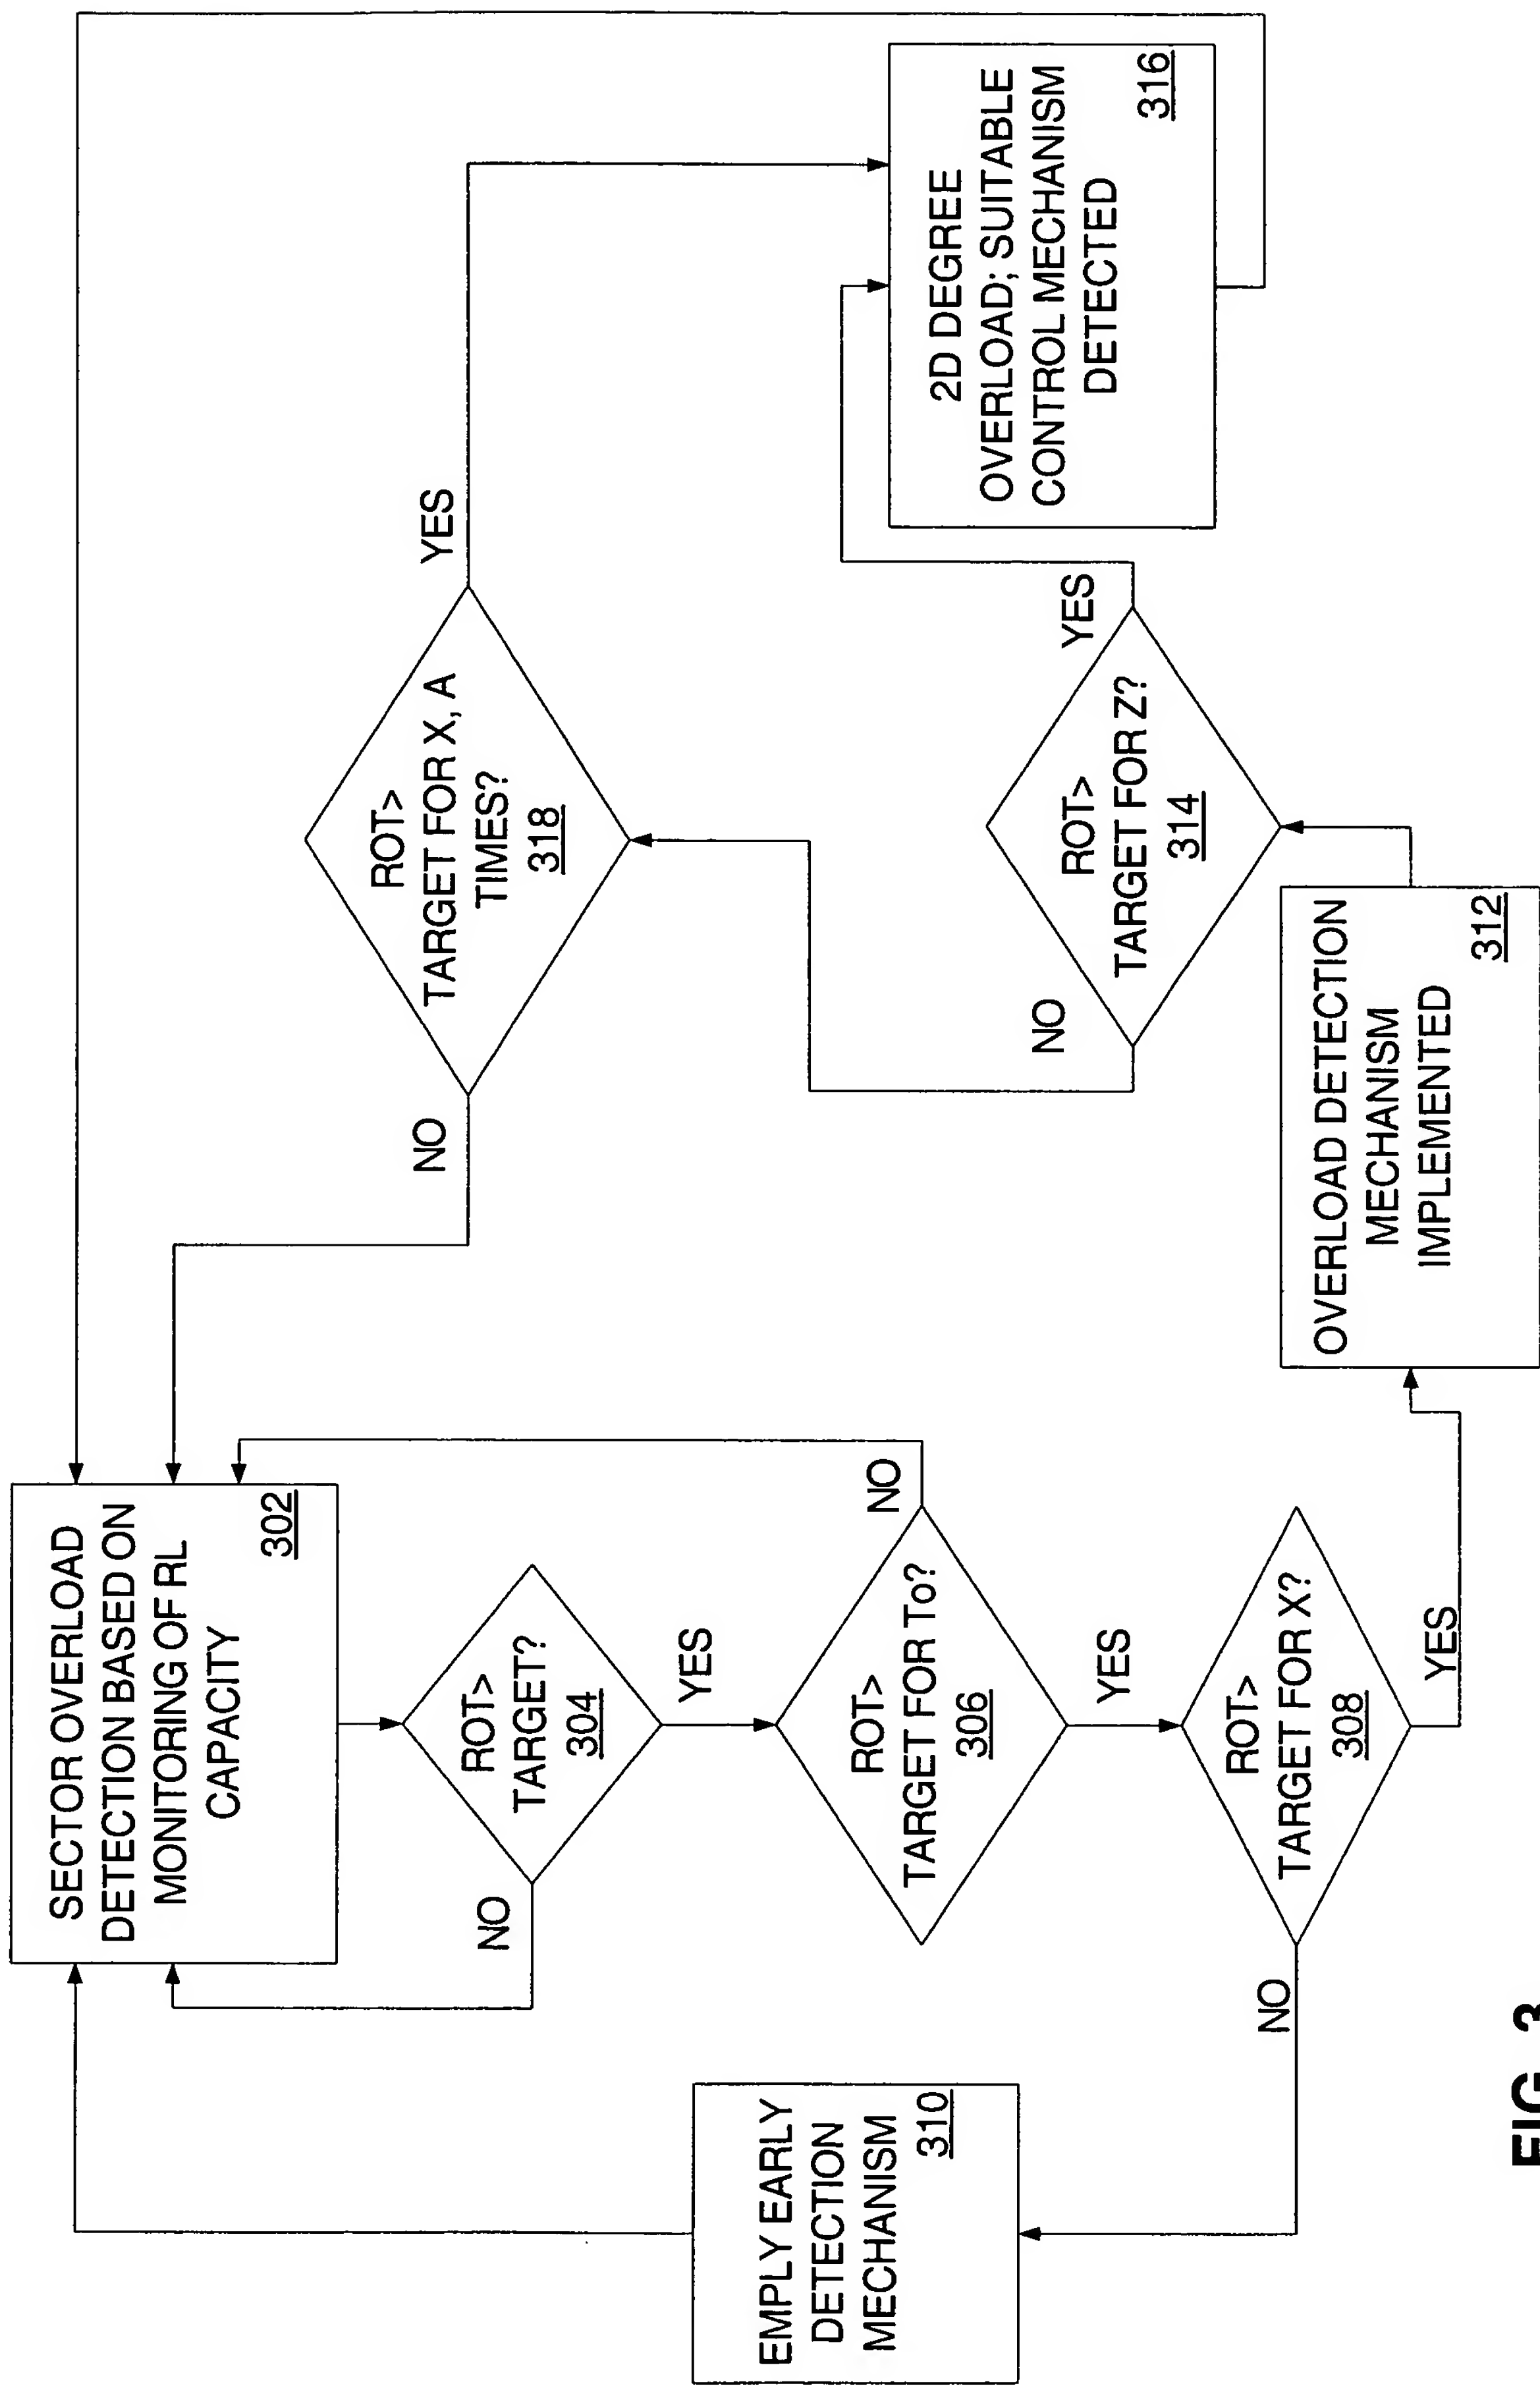 SECTOR OVERLOAD
DETECTION BASED ON
MONITORING OF RL
CAPACITY
302
ROT>
TARGET?
304
NO
YES
ROT>
TARGET FOR To?
306
NO
YES
ROT>
TARGET FOR X?
308
NO
YES
EMPLY EARLY
DETECTION
MECHANISM
310
OVERLOAD DETECTION
MECHANISM
IMPLEMENTED
312
ROT>
TARGET FOR Z?
314
NO
YES
ROT>
TARGET FOR X, A
TIMES?
318
NO
YES
2D DEGREE
OVERLOAD; SUITABLE
CONTROL MECHANISM
DETECTED
316
FIG. 3